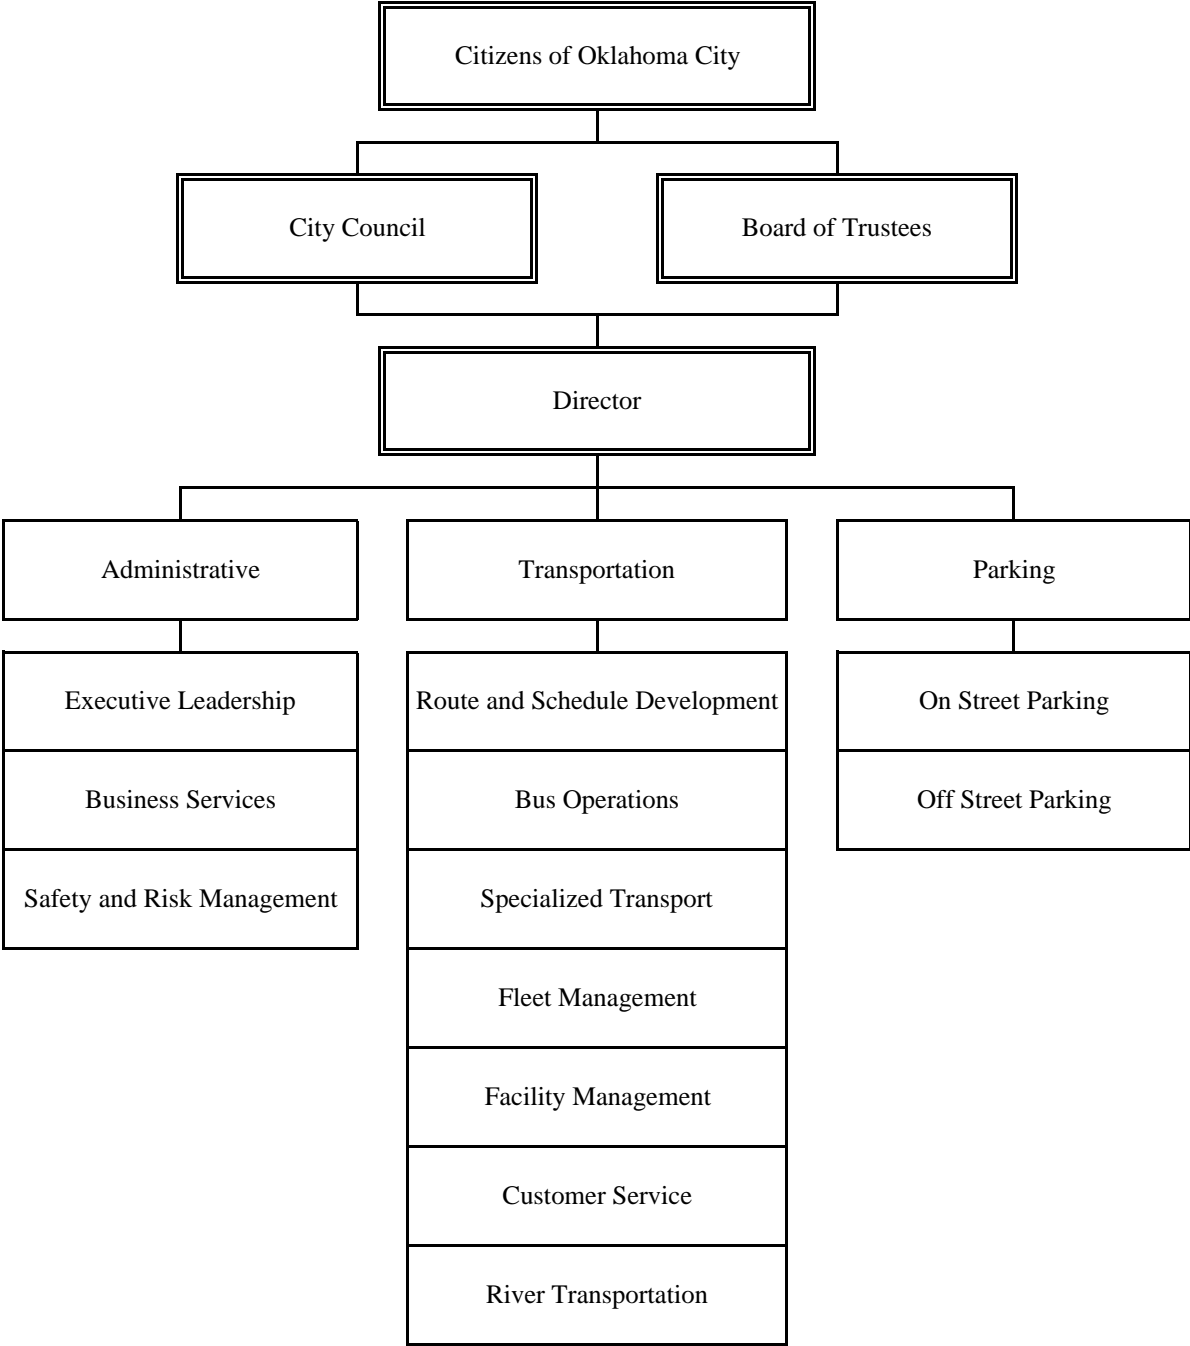 Citizens of Oklahoma City
City Council
Board of Trustees
Director
Administrative
Transportation
Parking
Executive Leadership
Business Services
Safety and Risk Management
Route and Schedule Development
Bus Operations
Specialized Transport
Fleet Management
Facility Management
Customer Service
River Transportation
On Street Parking
Off Street Parking